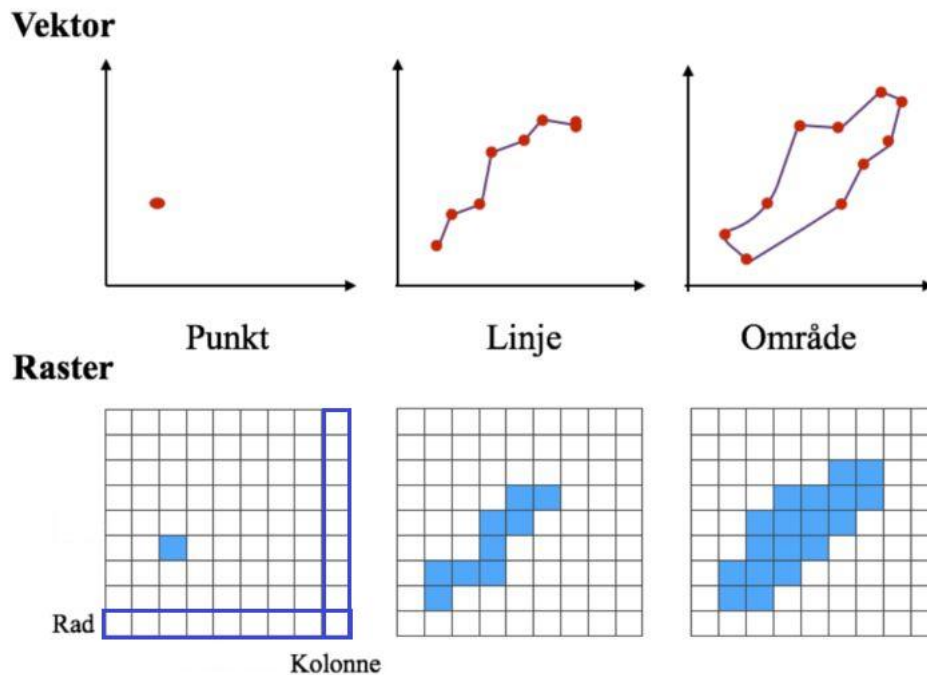 Vektor
Punkt
Linje
Område
Raster
Rad
Kolonne